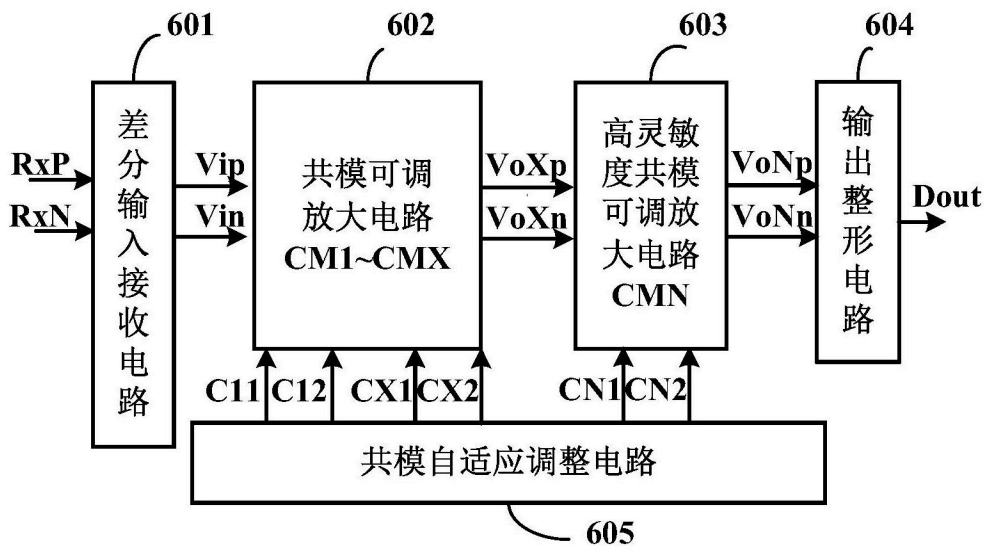 601
602
603
604
差分输入接收电路
共模可调
放大电路
CM1~CMX
高灵敏
度共模
可调放
大电路
CMN
输出整形电路
RxP
RxN
Vip
Vin
VoXp
VoXn
VoNp
VoNn
Dout
C11
C12
CX1
CX2
CN1
CN2
共模自适应调整电路
605